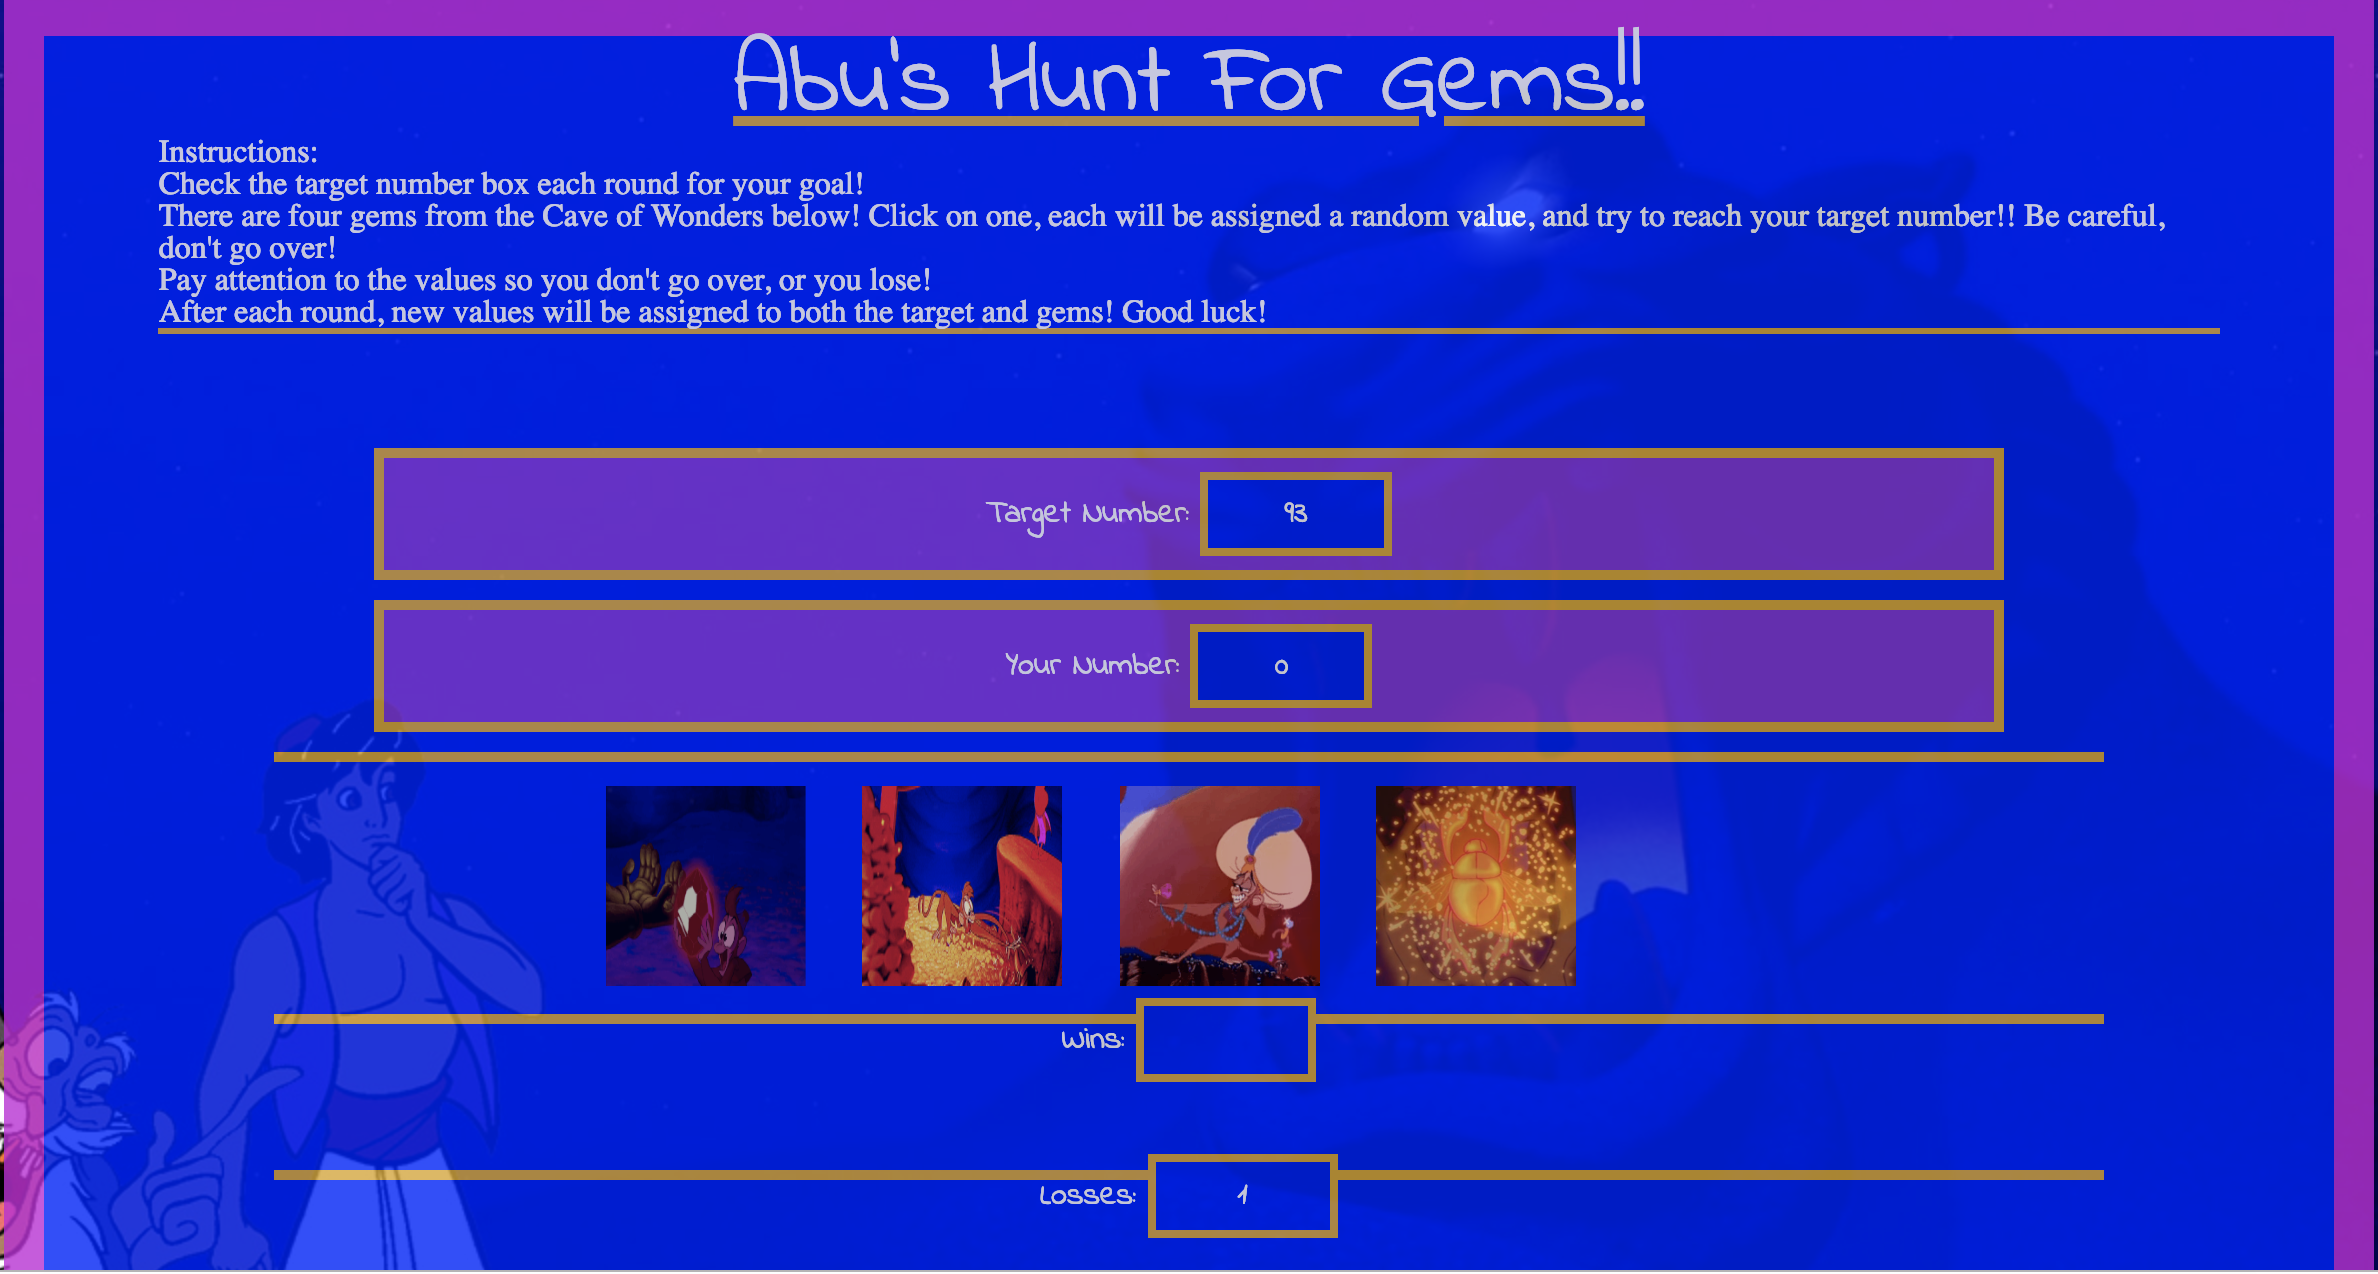 Abu's Hunt For Gems!!
Instructions:
Check the target number box each round for your goal!
There are four gems from the Cave of Wonders below! Click on one, each will be assigned a random value, and try to reach your target number!! Be careful,
don't go over!
Pay attention to the values so you don't go over, or you lose!
After each round, new values will be assigned to both the target and gems! Good luck!
Target Number: 93
Your Number: 0
Wins:
Losses: 1